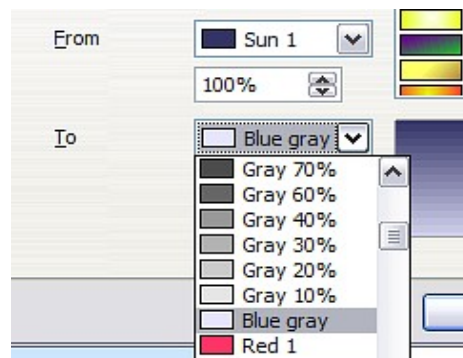 From
Sun 1
100%
To
Blue gray
Gray 70%
Gray 60%
Gray 40%
Gray 30%
Gray 20%
Gray 10%
Blue gray
Red 1